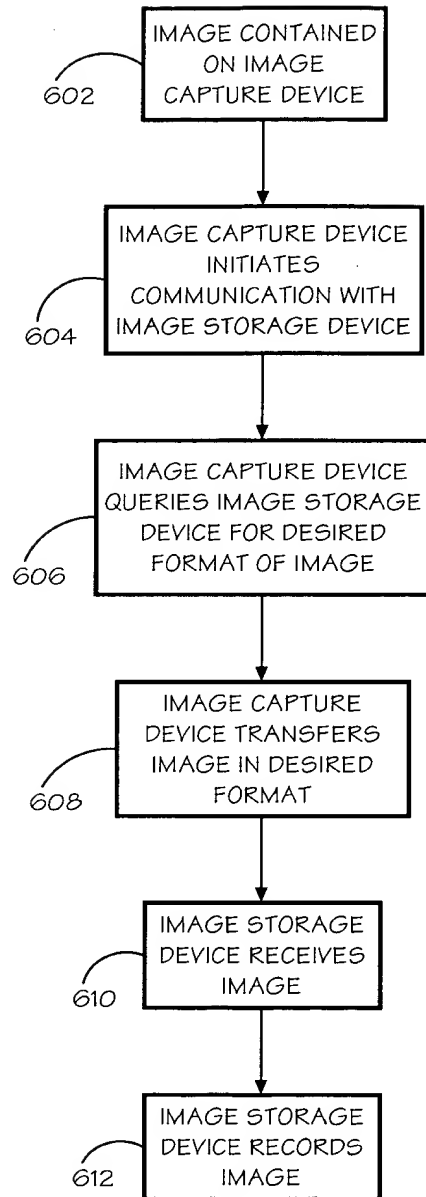 IMAGE CONTAINED
ON IMAGE
CAPTURE DEVICE
602
IMAGE CAPTURE DEVICE
INITIATES
COMMUNICATION WITH
IMAGE STORAGE DEVICE
604
IMAGE CAPTURE DEVICE
QUERIES IMAGE STORAGE
DEVICE FOR DESIRED
FORMAT OF IMAGE
606
IMAGE CAPTURE
DEVICE TRANSFERS
IMAGE IN DESIRED
FORMAT
608
IMAGE STORAGE
DEVICE RECEIVES
IMAGE
610
IMAGE STORAGE
DEVICE RECORDS
IMAGE
612